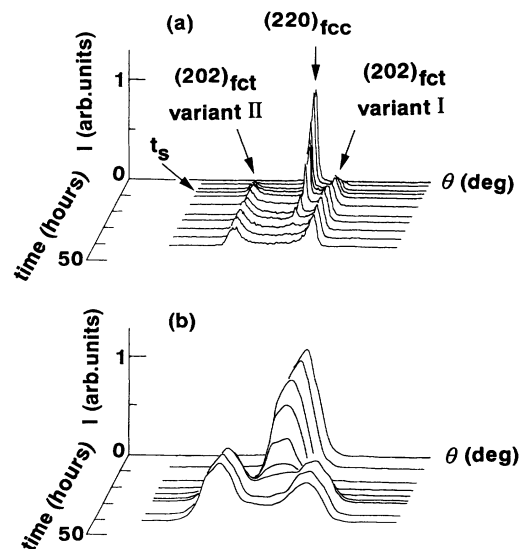 (a)
(220)fcc
(202)fct
variant II
(202)fct
variant I
I (arb.units)
1
0
ts
θ (deg)
time (hours)
50
(b)
I (arb.units)
1
0
θ (deg)
time (hours)
50